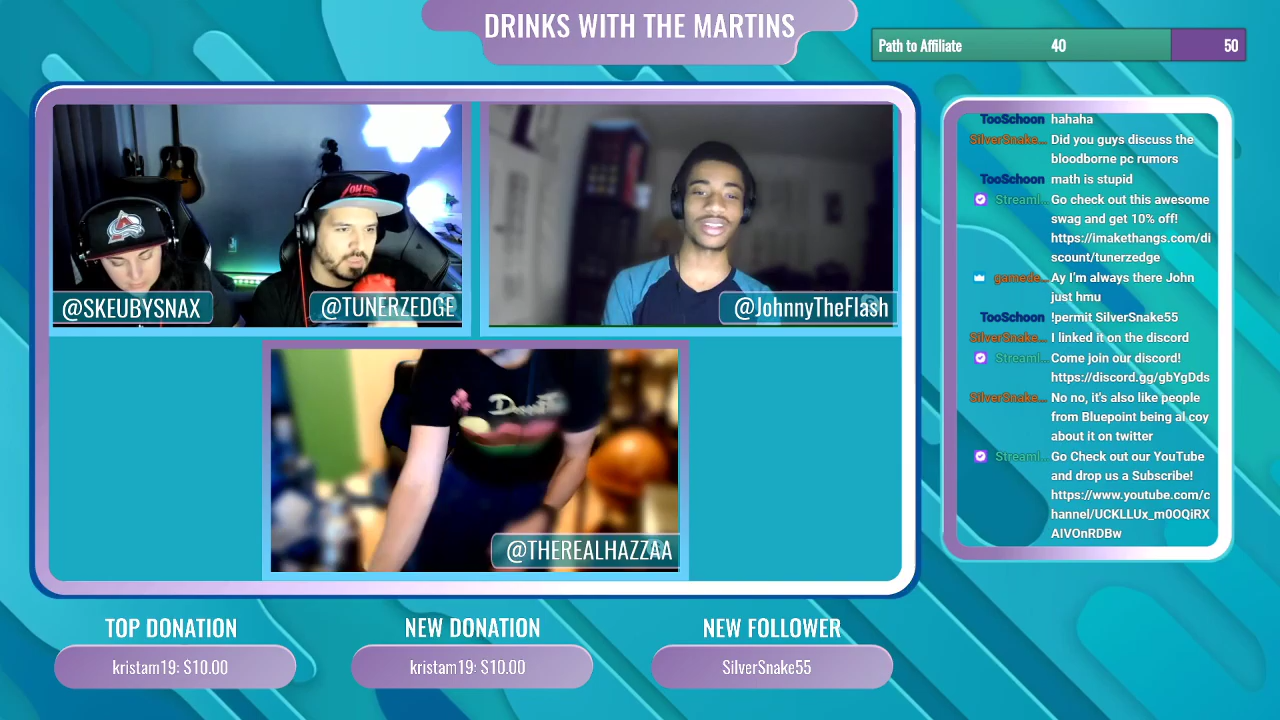 DRINKS WITH THE MARTINS
Path to Affiliate 40 50
@SKEUBYSNAX
@TUNERZEDGE
@JohnnyTheFlash
@THEREALHAZZAA
TooSchoon hahaha
SilverSnake... Did you guys discuss the
bloodborne pc rumors
TooSchoon math is stupid
Streaml... Go check out this awesome
swag and get 10% off!
https://imakethangs.com/di
scount/tunerzedge
gamede... Ay I'm always there John
just hmu
TooSchoon !permit SilverSnake55
SilverSnake... I linked it on the discord
Streaml... Come join our discord!
https://discord.gg/gbYgDds
SilverSnake... No no, it's also like people
from Bluepoint being al coy
about it on twitter
Streaml... Go Check out our YouTube
and drop us a Subscribe!
https://www.youtube.com/c
hannel/UCKLLUx_m0OQiRX
AIVOnRDBw
TOP DONATION
kristam19: $10.00
NEW DONATION
kristam19: $10.00
NEW FOLLOWER
SilverSnake55